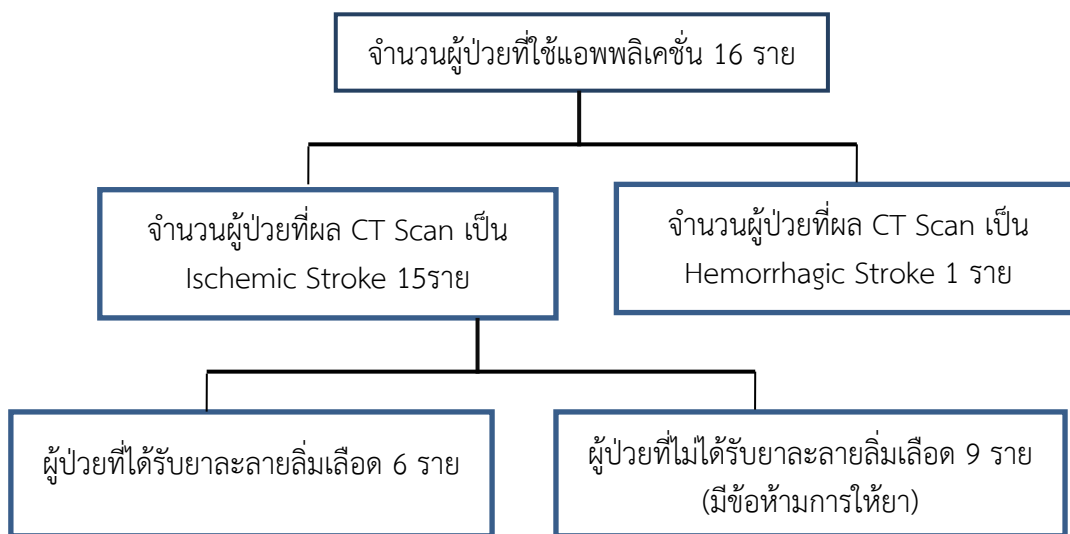 จำนวนผู้ป่วยที่ใช้แอพพลิเคชั่น 16 ราย
จำนวนผู้ป่วยที่ผล CT Scan เป็น
Ischemic Stroke 15ราย
จำนวนผู้ป่วยที่ผล CT Scan เป็น
Hemorrhagic Stroke 1 ราย
ผู้ป่วยที่ได้รับยาละลายลิ่มเลือด 6 ราย
ผู้ป่วยที่ไม่ได้รับยาละลายลิ่มเลือด 9 ราย
(มีข้อห้ามการให้ยา)